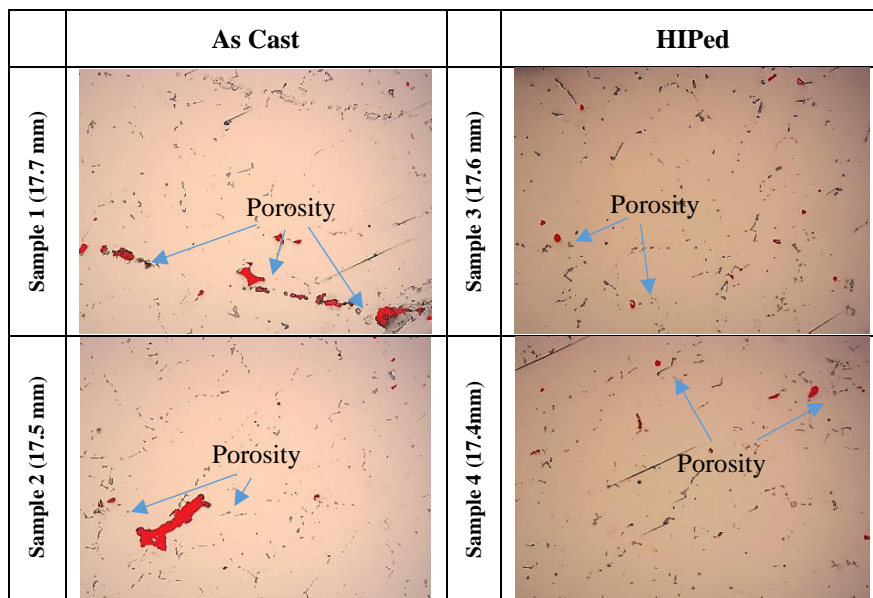 As Cast
HIPed
Sample 1 (17.7 mm)
Porosity
Sample 3 (17.6 mm)
Porosity
Sample 2 (17.5 mm)
Porosity
Sample 4 (17.4mm)
Porosity